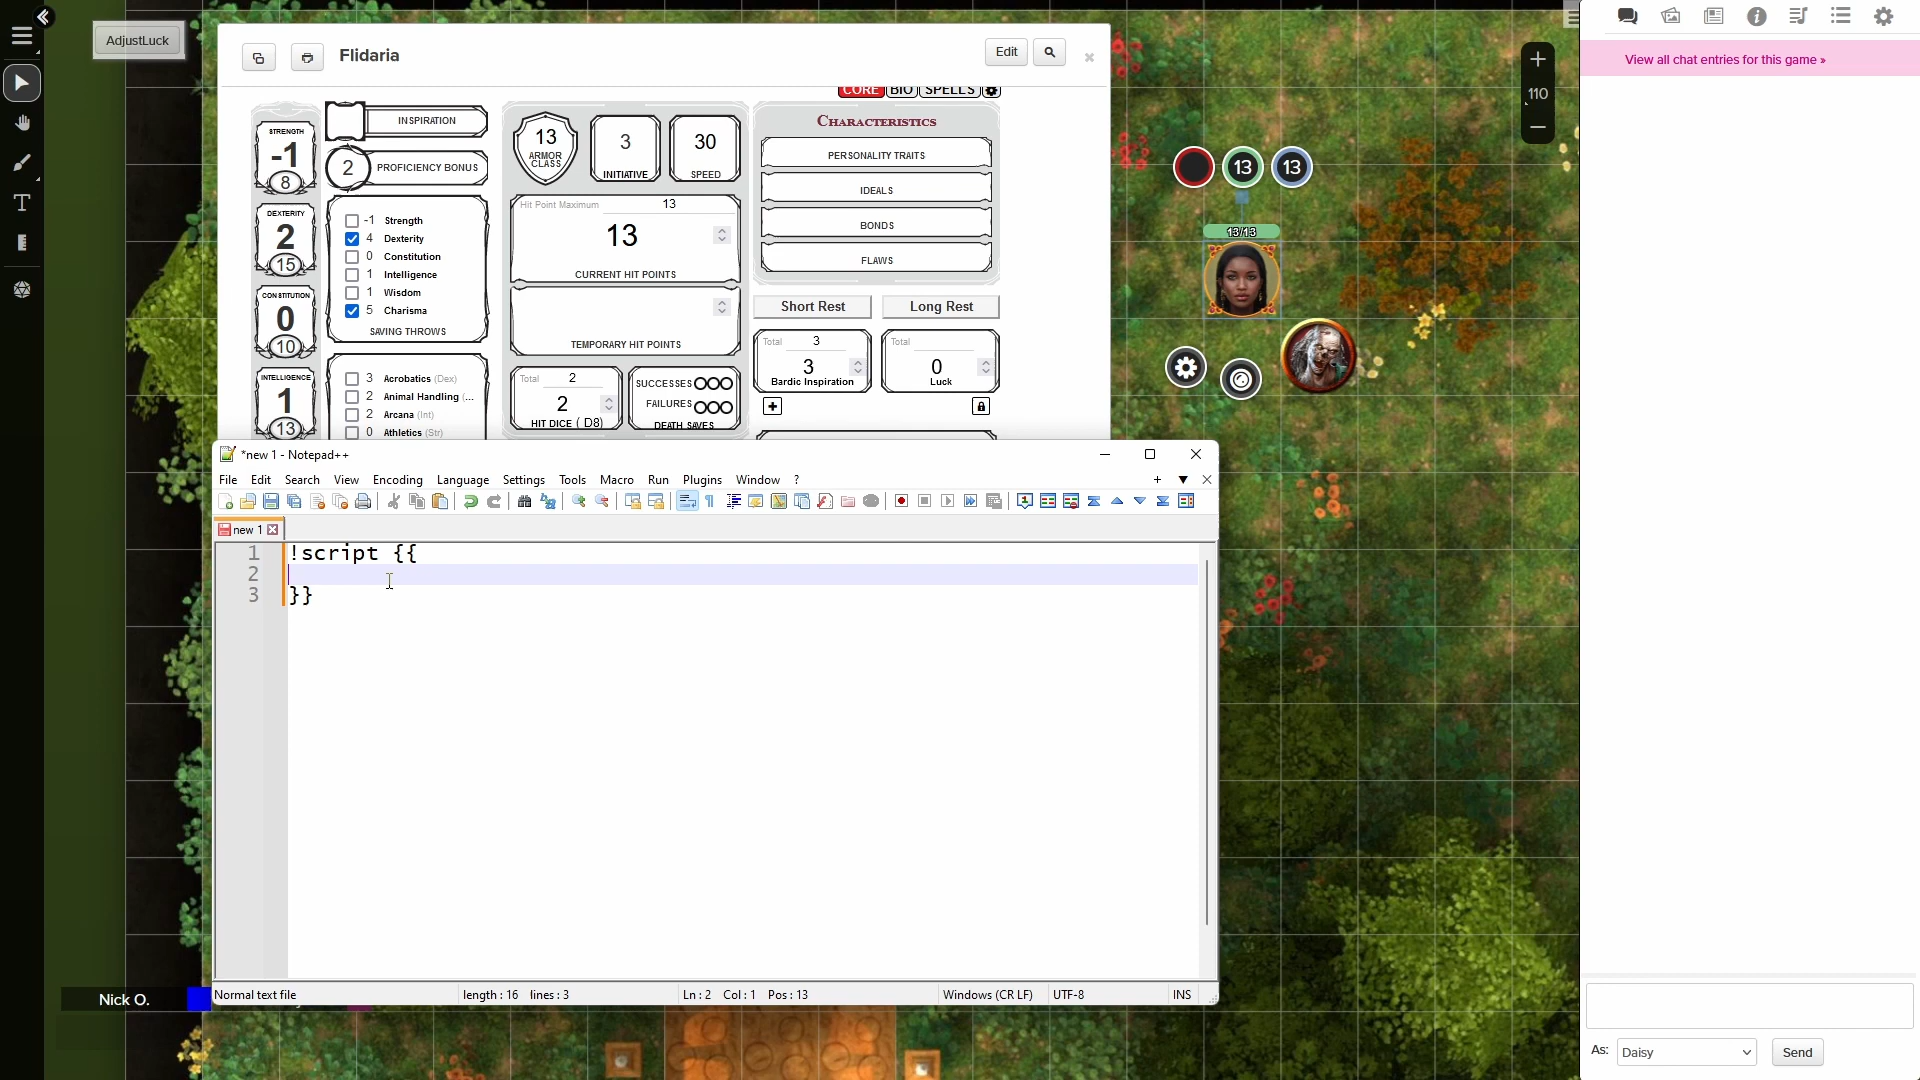 AdjustLuck
Flidaria
Edit
CORE BIO SPELLS
STRENGTH
-1
8
DEXTERITY
2
15
CONSTITUTION
0
10
INTELLIGENCE
1
13
INSPIRATION
2 PROFICIENCY BONUS
-1 Strength
4 Dexterity
0 Constitution
1 Intelligence
1 Wisdom
5 Charisma
SAVING THROWS
3 Acrobatics (Dex)
2 Animal Handling (...
2 Arcana (Int)
0 Athletics (Str)
13
ARMOR
CLASS
3
INITIATIVE
30
SPEED
Hit Point Maximum 13
13
CURRENT HIT POINTS
TEMPORARY HIT POINTS
Total 2
2
HIT DICE ( D8)
SUCCESSES
FAILURES
DEATH SAVES
CHARACTERISTICS
PERSONALITY TRAITS
IDEALS
BONDS
FLAWS
Short Rest
Long Rest
Total 3
3
Bardic Inspiration
Total
0
Luck
13
13
13/13
+
110
-
View all chat entries for this game »
*new 1 - Notepad++
File Edit Search View Encoding Language Settings Tools Macro Run Plugins Window ?
new 1
1 !script {{
2
3 }}
Normal text file
length : 16 lines : 3
Ln : 2 Col : 1 Pos : 13
Windows (CR LF)
UTF-8
INS
Nick O.
As: Daisy
Send